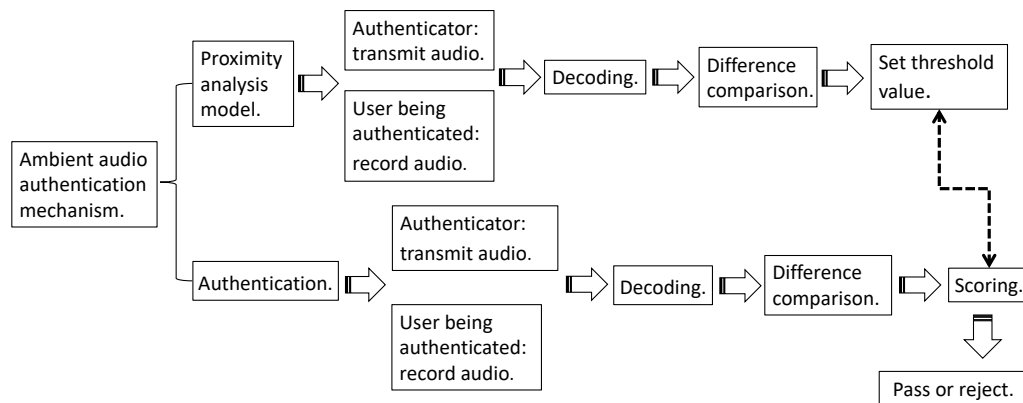 Ambient audio
authentication
mechanism.
Proximity
analysis
model.
Authenticator:
transmit audio.
User being
authenticated:
record audio.
Decoding.
Difference
comparison.
Set threshold
value.
Authentication.
Authenticator:
transmit audio.
User being
authenticated:
record audio.
Decoding.
Difference
comparison.
Scoring.
Pass or reject.